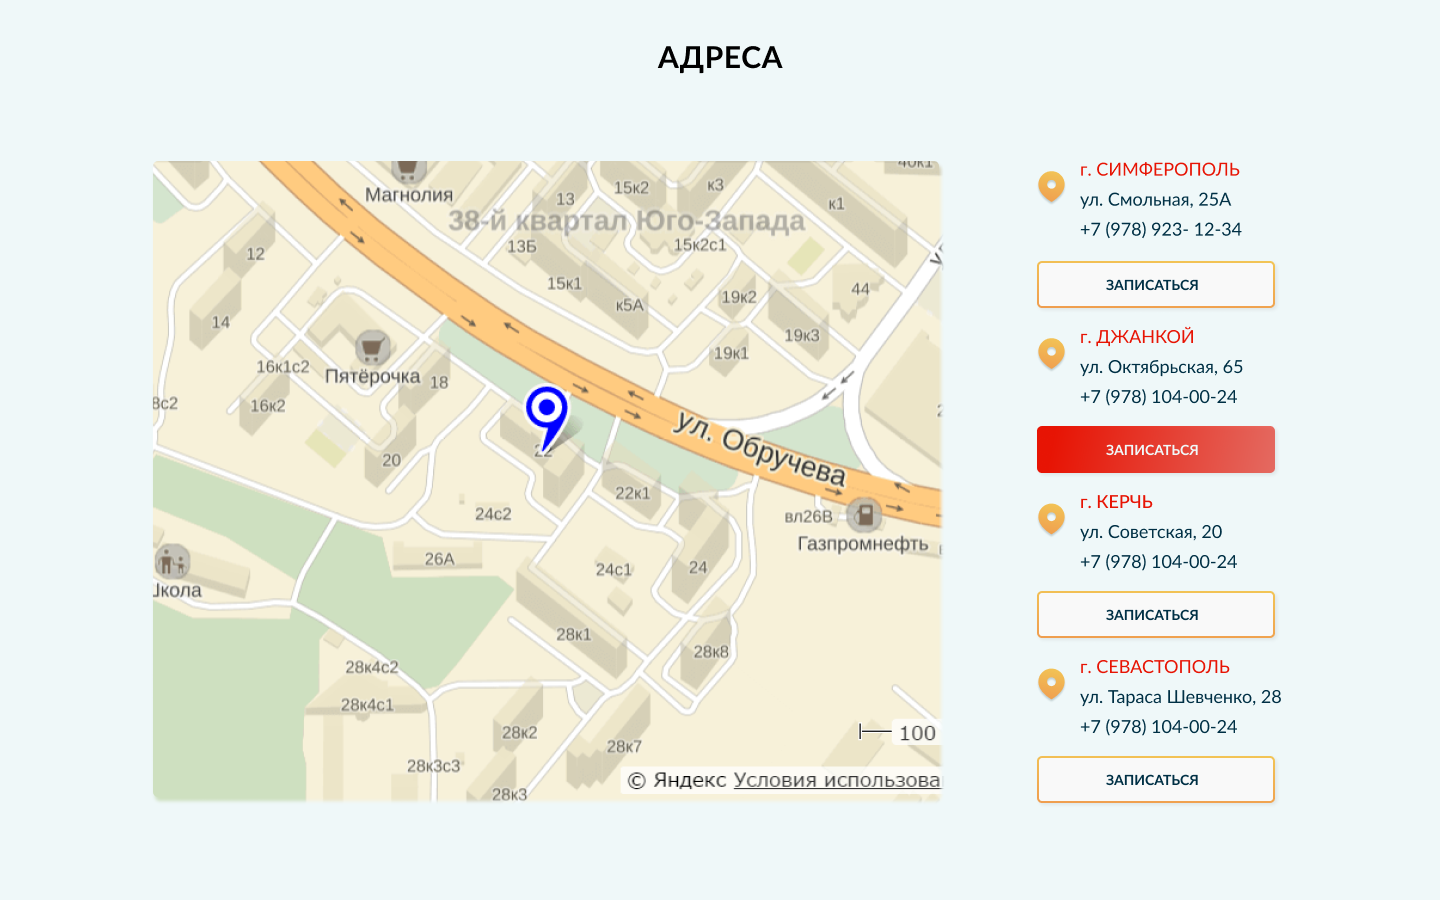 АДРЕСА
Магнолия
13
15к2
к3
40к1
к1
38-й квартал Юго-Запада
13Б
15к2с1
12
15к1
к5А
19к2
44
14
19к3
19к1
16к1с2
Пятёрочка
18
8с2
16к2
22
ул. Обручева
20
22к1
24с2
вл26В
Газпромнефть
26А
24с1
24
Школа
28к1
28к8
28к4с2
28к4с1
28к2
28к7
100
28к3с3
28к3
© Яндекс Условия использова
г. СИМФЕРОПОЛЬ
ул. Смольная, 25А
+7 (978) 923- 12-34
ЗАПИСАТЬСЯ
г. ДЖАНКОЙ
ул. Октябрьская, 65
+7 (978) 104-00-24
ЗАПИСАТЬСЯ
г. КЕРЧЬ
ул. Советская, 20
+7 (978) 104-00-24
ЗАПИСАТЬСЯ
г. СЕВАСТОПОЛЬ
ул. Тараса Шевченко, 28
+7 (978) 104-00-24
ЗАПИСАТЬСЯ